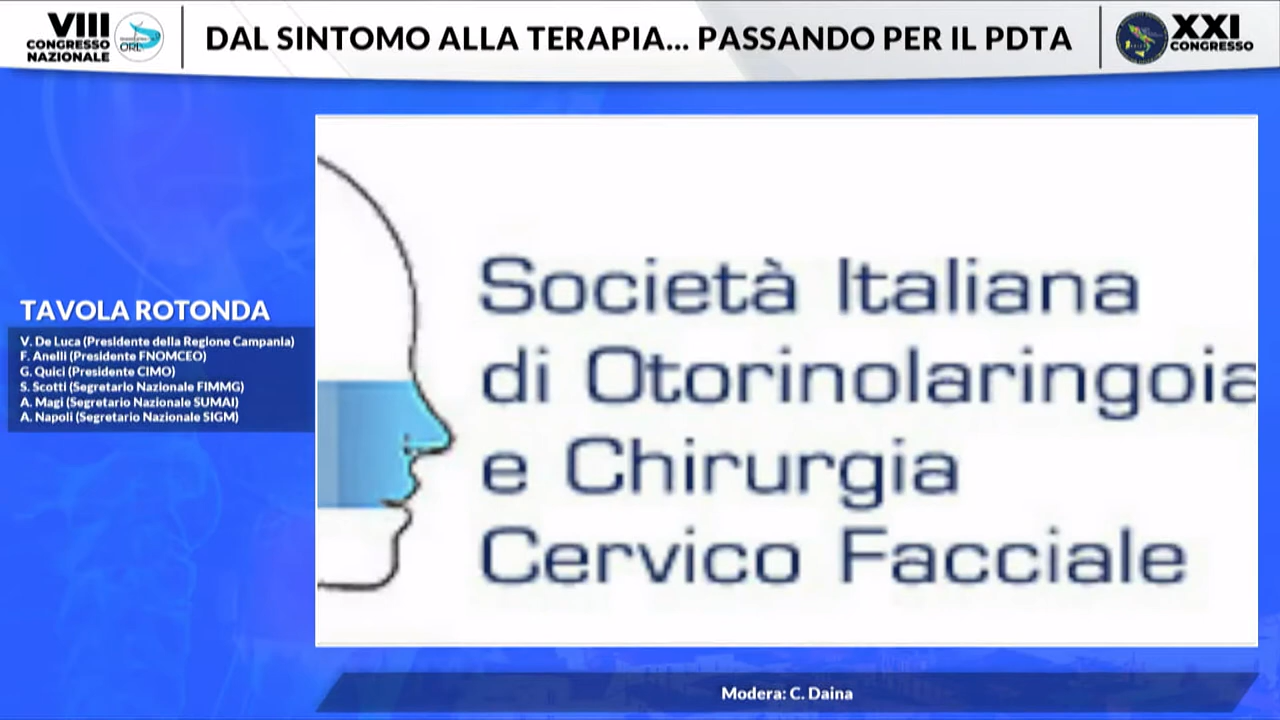 VIII
CONGRESSO
NAZIONALE
ORL
DAL SINTOMO ALLA TERAPIA... PASSANDO PER IL PDTA
XXI
CONGRESSO
Società Italiana
di Otorinolaringoia
e Chirurgia
Cervico Facciale
TAVOLA ROTONDA
V. De Luca (Presidente della Regione Campania)
F. Anelli (Presidente FNOMCEO)
G. Quici (Presidente CIMO)
S. Scotti (Segretario Nazionale FIMMG)
A. Magi (Segretario Nazionale SUMAI)
A. Napoli (Segretario Nazionale SIGM)
Modera: C. Daina